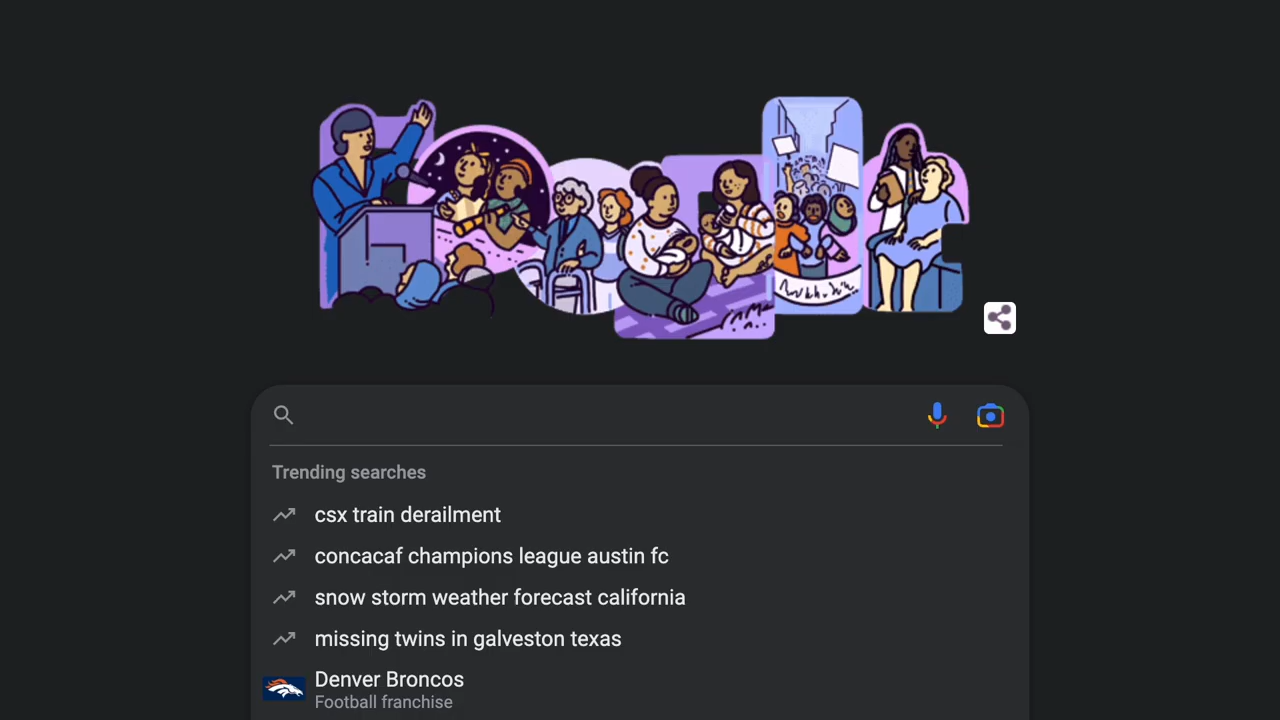 Trending searches
csx train derailment
concacaf champions league austin fc
snow storm weather forecast california
missing twins in galveston texas
Denver Broncos
Football franchise